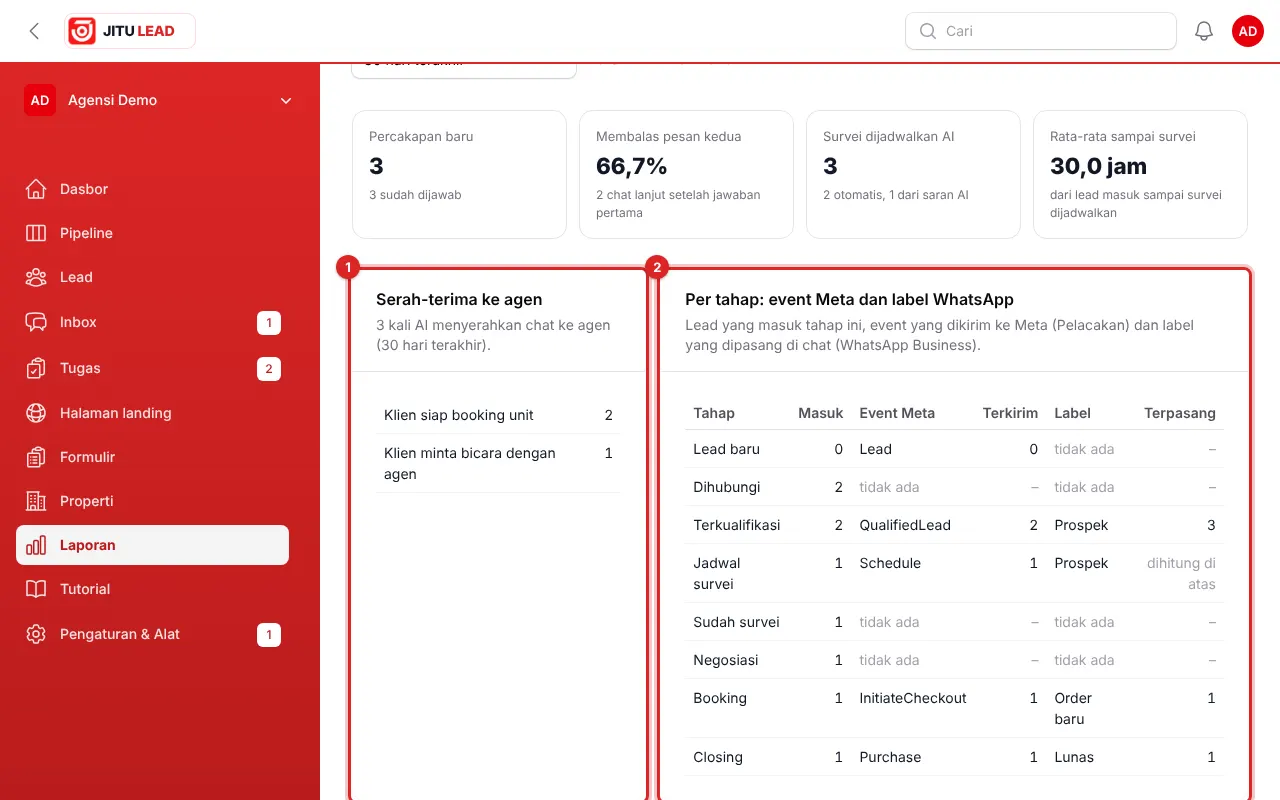 JITU LEAD
Cari
AD
AD
Agensi Demo
Dasbor
Pipeline
Lead
Inbox
1
Tugas
2
Halaman landing
Formulir
Properti
Laporan
Tutorial
Pengaturan & Alat
1
Percakapan baru
3
3 sudah dijawab
Membalas pesan kedua
66,7%
2 chat lanjut setelah jawaban
pertama
Survei dijadwalkan AI
3
2 otomatis, 1 dari saran AI
Rata-rata sampai survei
30,0 jam
dari lead masuk sampai survei
dijadwalkan
1
Serah-terima ke agen
3 kali AI menyerahkan chat ke agen
(30 hari terakhir).
Klien siap booking unit 2
Klien minta bicara dengan 1
agen
2
Per tahap: event Meta dan label WhatsApp
Lead yang masuk tahap ini, event yang dikirim ke Meta (Pelacakan) dan label
yang dipasang di chat (WhatsApp Business).
Tahap Masuk Event Meta Terkirim Label Terpasang
Lead baru 0 Lead 0 tidak ada –
Dihubungi 2 tidak ada – tidak ada –
Terkualifikasi 2 QualifiedLead 2 Prospek 3
Jadwal 1 Schedule 1 Prospek dihitung di
survei atas
Sudah survei 1 tidak ada – tidak ada –
Negosiasi 1 tidak ada – tidak ada –
Booking 1 InitiateCheckout 1 Order 1
baru
Closing 1 Purchase 1 Lunas 1